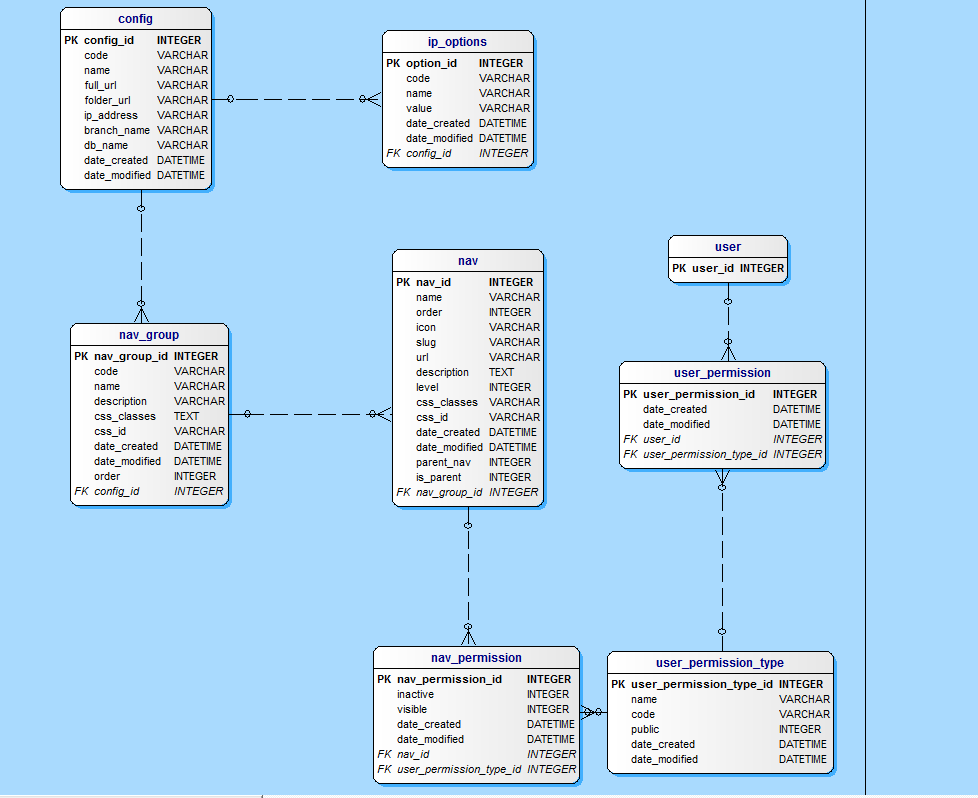 config
PK config_id INTEGER
code VARCHAR
name VARCHAR
full_url VARCHAR
folder_url VARCHAR
ip_address VARCHAR
branch_name VARCHAR
db_name VARCHAR
date_created DATETIME
date_modified DATETIME
ip_options
PK option_id INTEGER
code VARCHAR
name VARCHAR
value VARCHAR
date_created DATETIME
date_modified DATETIME
FK config_id INTEGER
nav_group
PK nav_group_id INTEGER
code VARCHAR
name VARCHAR
description VARCHAR
css_classes TEXT
css_id VARCHAR
date_created DATETIME
date_modified DATETIME
order INTEGER
FK config_id INTEGER
nav
PK nav_id INTEGER
name VARCHAR
order INTEGER
icon VARCHAR
slug VARCHAR
url VARCHAR
description TEXT
level INTEGER
css_classes VARCHAR
css_id VARCHAR
date_created DATETIME
date_modified DATETIME
parent_nav INTEGER
is_parent INTEGER
FK nav_group_id INTEGER
user
PK user_id INTEGER
user_permission
PK user_permission_id INTEGER
date_created DATETIME
date_modified DATETIME
FK user_id INTEGER
FK user_permission_type_id INTEGER
nav_permission
PK nav_permission_id INTEGER
inactive INTEGER
visible INTEGER
date_created DATETIME
date_modified DATETIME
FK nav_id INTEGER
FK user_permission_type_id INTEGER
user_permission_type
PK user_permission_type_id INTEGER
name VARCHAR
code VARCHAR
public INTEGER
date_created DATETIME
date_modified DATETIME